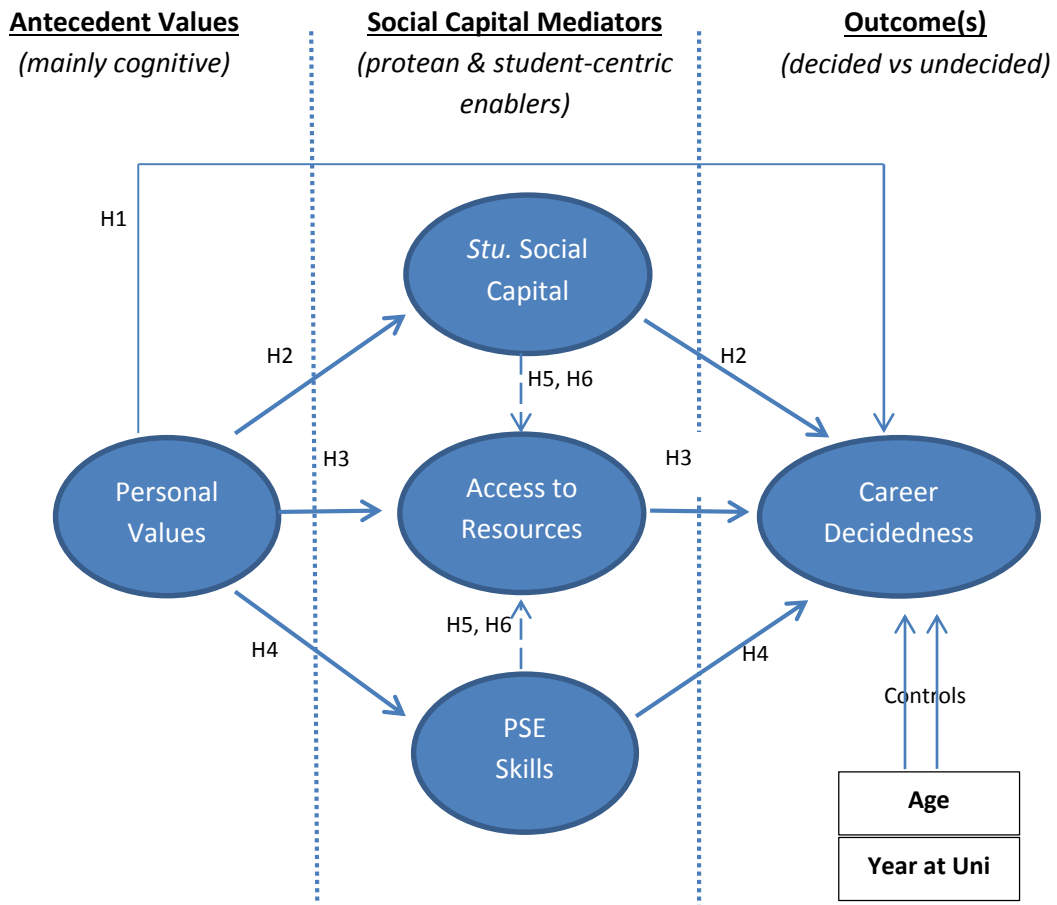 Antecedent Values
(mainly cognitive)
Social Capital Mediators
(protean & student-centric
enablers)
Outcome(s)
(decided vs undecided)
H1
Stu. Social
Capital
H2
H2
H5, H6
Personal
Values
H3
Access to
Resources
H3
Career
Decidedness
H4
H5, H6
H4
PSE
Skills
Controls
Age
Year at Uni